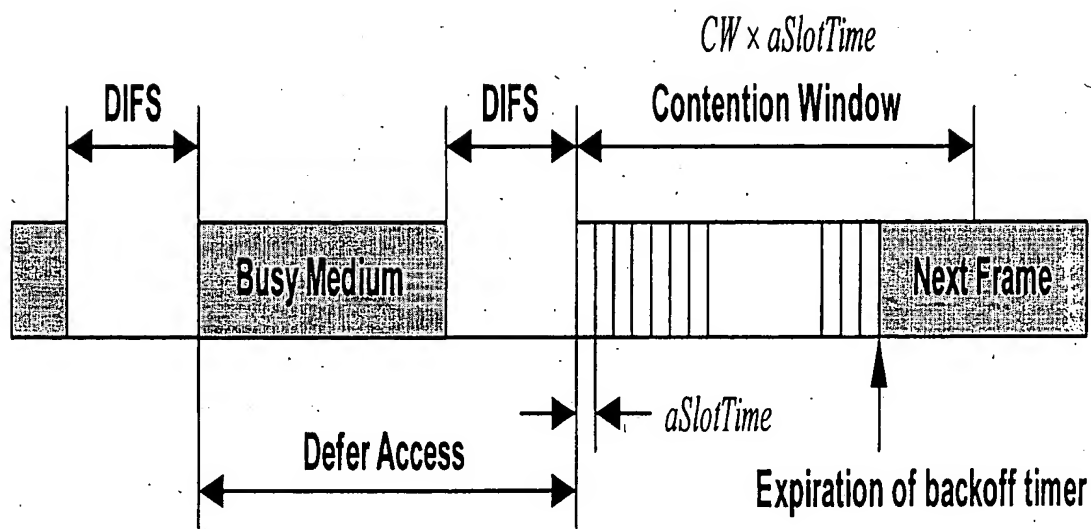 CW × aSlotTime
DIFS
DIFS
Contention Window
Busy Medium
Next Frame
aSlotTime
Defer Access
Expiration of backoff timer